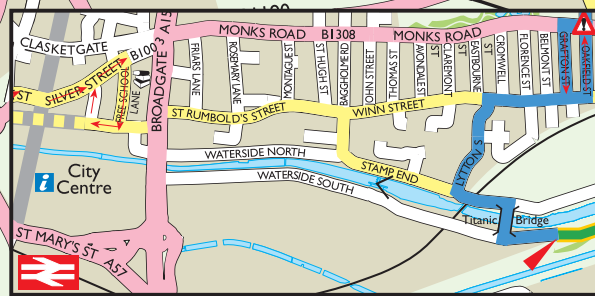 MONKS ROAD B1308 MONKS ROAD
CLASKETGATE
B100
SILVER STREET
ST
FREE SCHOOL
LANE
BROADGATE
A15
FRIARS LANE
ROSEMARY LANE
MONTAGUE ST
ST HUGH ST
BAGGHOLME RD
JOHN STREET
THOMAS ST
AVONDALE ST
CLAREMONT ST
EASTBOURNE ST
CROMWELL
FLORENCE ST
BELMONT ST
GRAFTON ST
OAKFIELD ST
ST RUMBOLD'S STREET
WINN STREET
WATERSIDE NORTH
WATERSIDE SOUTH
STAMP END
LYTTON S
i City
Centre
Titanic Bridge
ST MARY'S ST A57